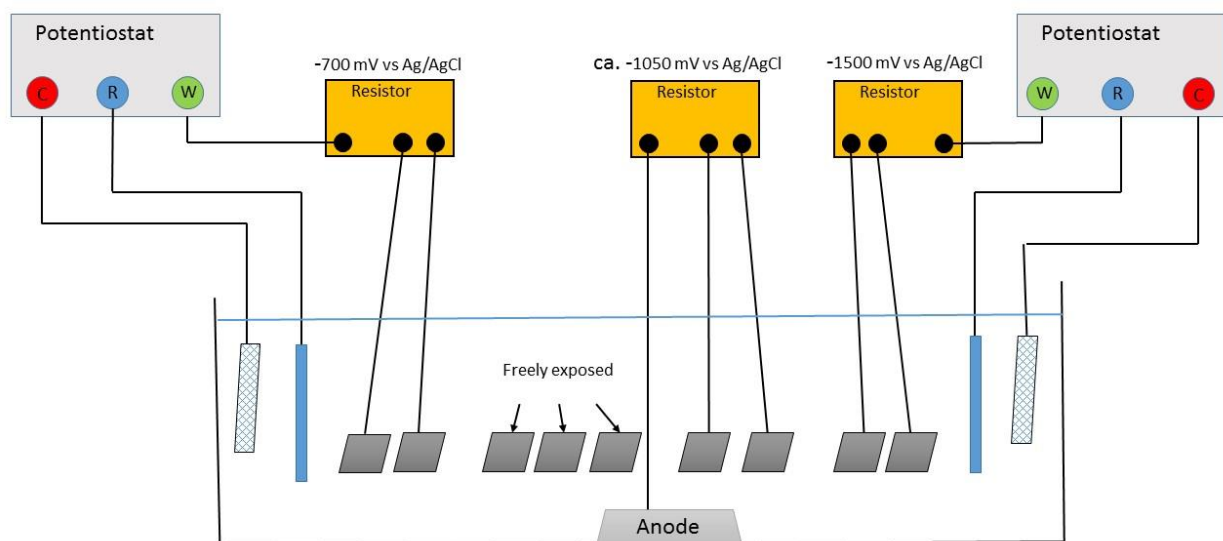 Potentiostat
C R W
-700 mV vs Ag/AgCl
Resistor
ca. -1050 mV vs Ag/AgCl
Resistor
-1500 mV vs Ag/AgCl
Resistor
Potentiostat
W R C
Freely exposed
Anode